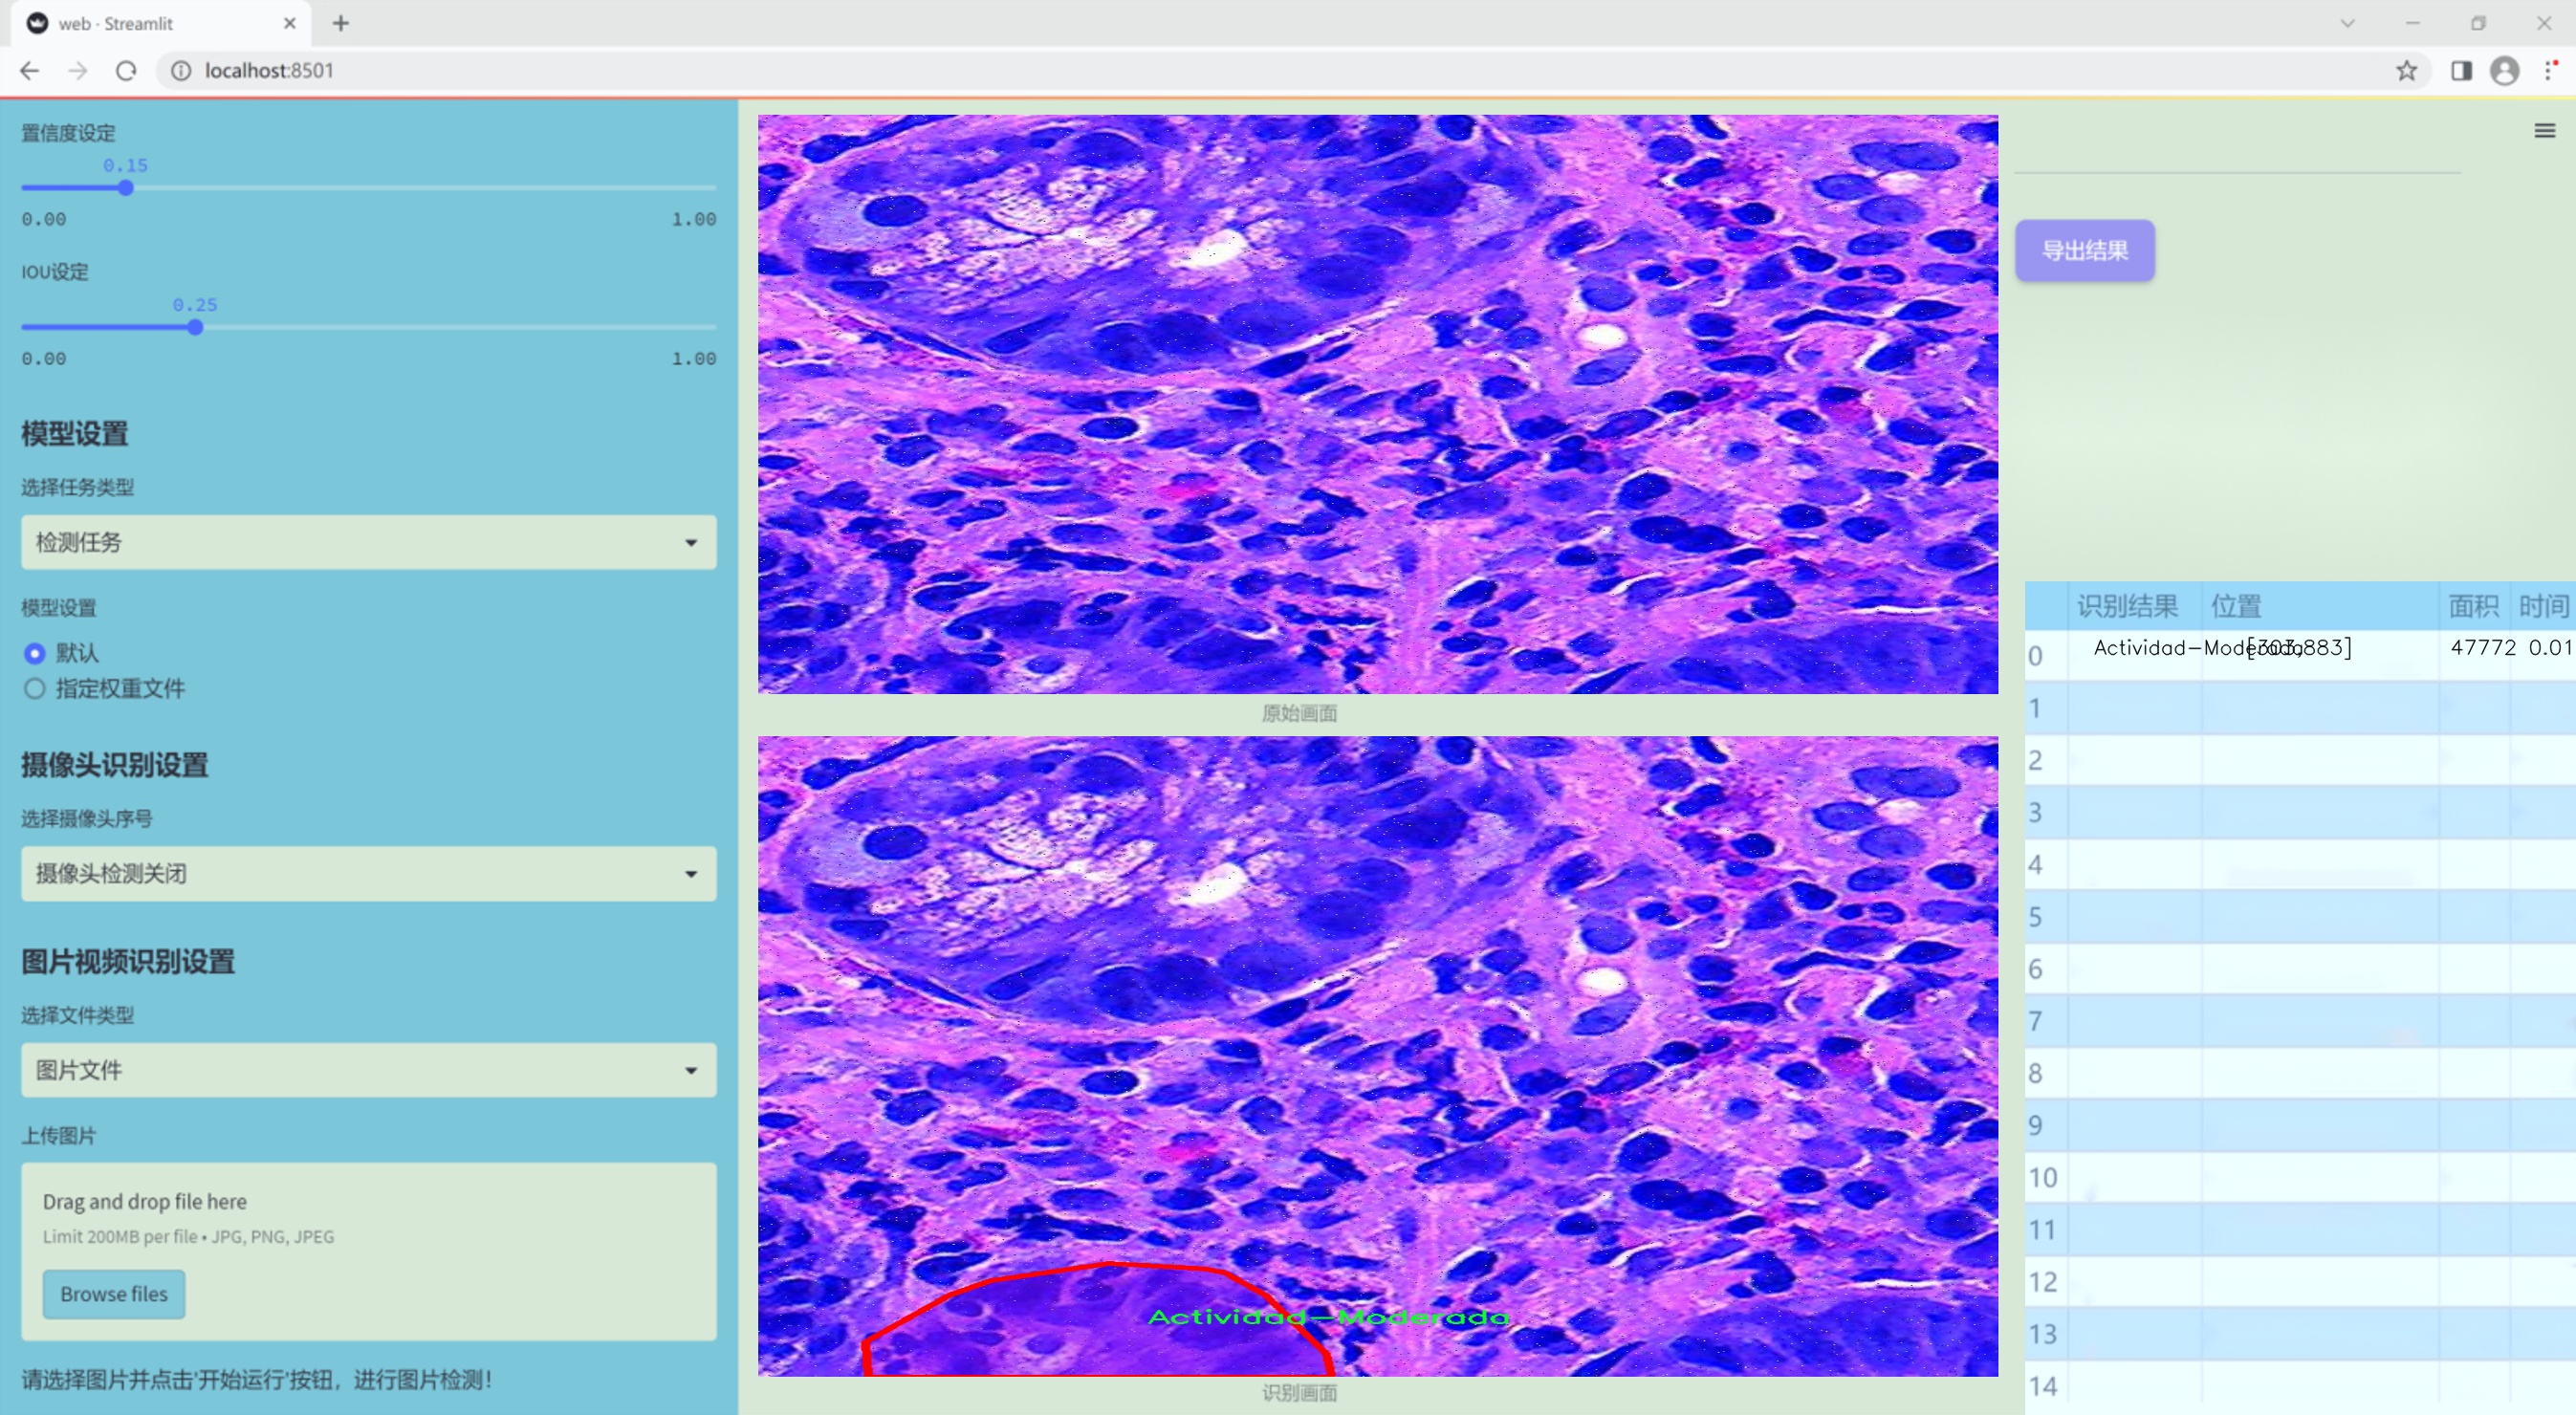 web · Streamlit
localhost:8501
置信度设定
0.15
0.00 1.00
IOU设定
0.25
0.00 1.00
模型设置
选择任务类型
检测任务
模型设置
默认
指定权重文件
摄像头识别设置
选择摄像头序号
摄像头检测关闭
图片视频识别设置
选择文件类型
图片文件
上传图片
Drag and drop file here
Limit 200MB per file • JPG, PNG, JPEG
Browse files
请选择图片并点击'开始运行'按钮，进行图片检测！
原始画面
Actividad-Moderada
识别画面
导出结果
识别结果 位置 面积 时间
0 Actividad-Moderada [303,883] 47772 0.01
1
2
3
4
5
6
7
8
9
10
11
12
13
14